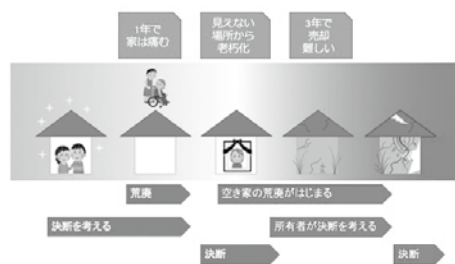 1年で
家は痛む
見えない
場所から
老朽化
3年で
売却
難しい
荒廃
空き家の荒廃がはじまる
決断を考える
所有者が決断を考える
決断
決断